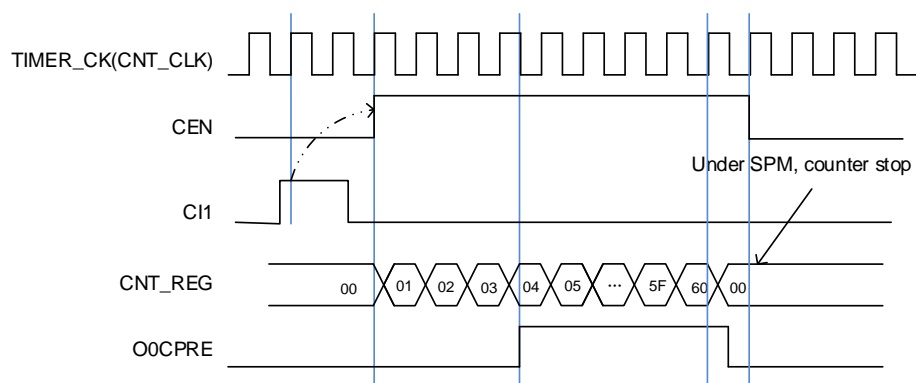 TIMER_CK(CNT_CLK)
CEN
Under SPM, counter stop
CI1
CNT_REG 00 01 02 03 04 05 ... 5F 60 00
O0CPRE